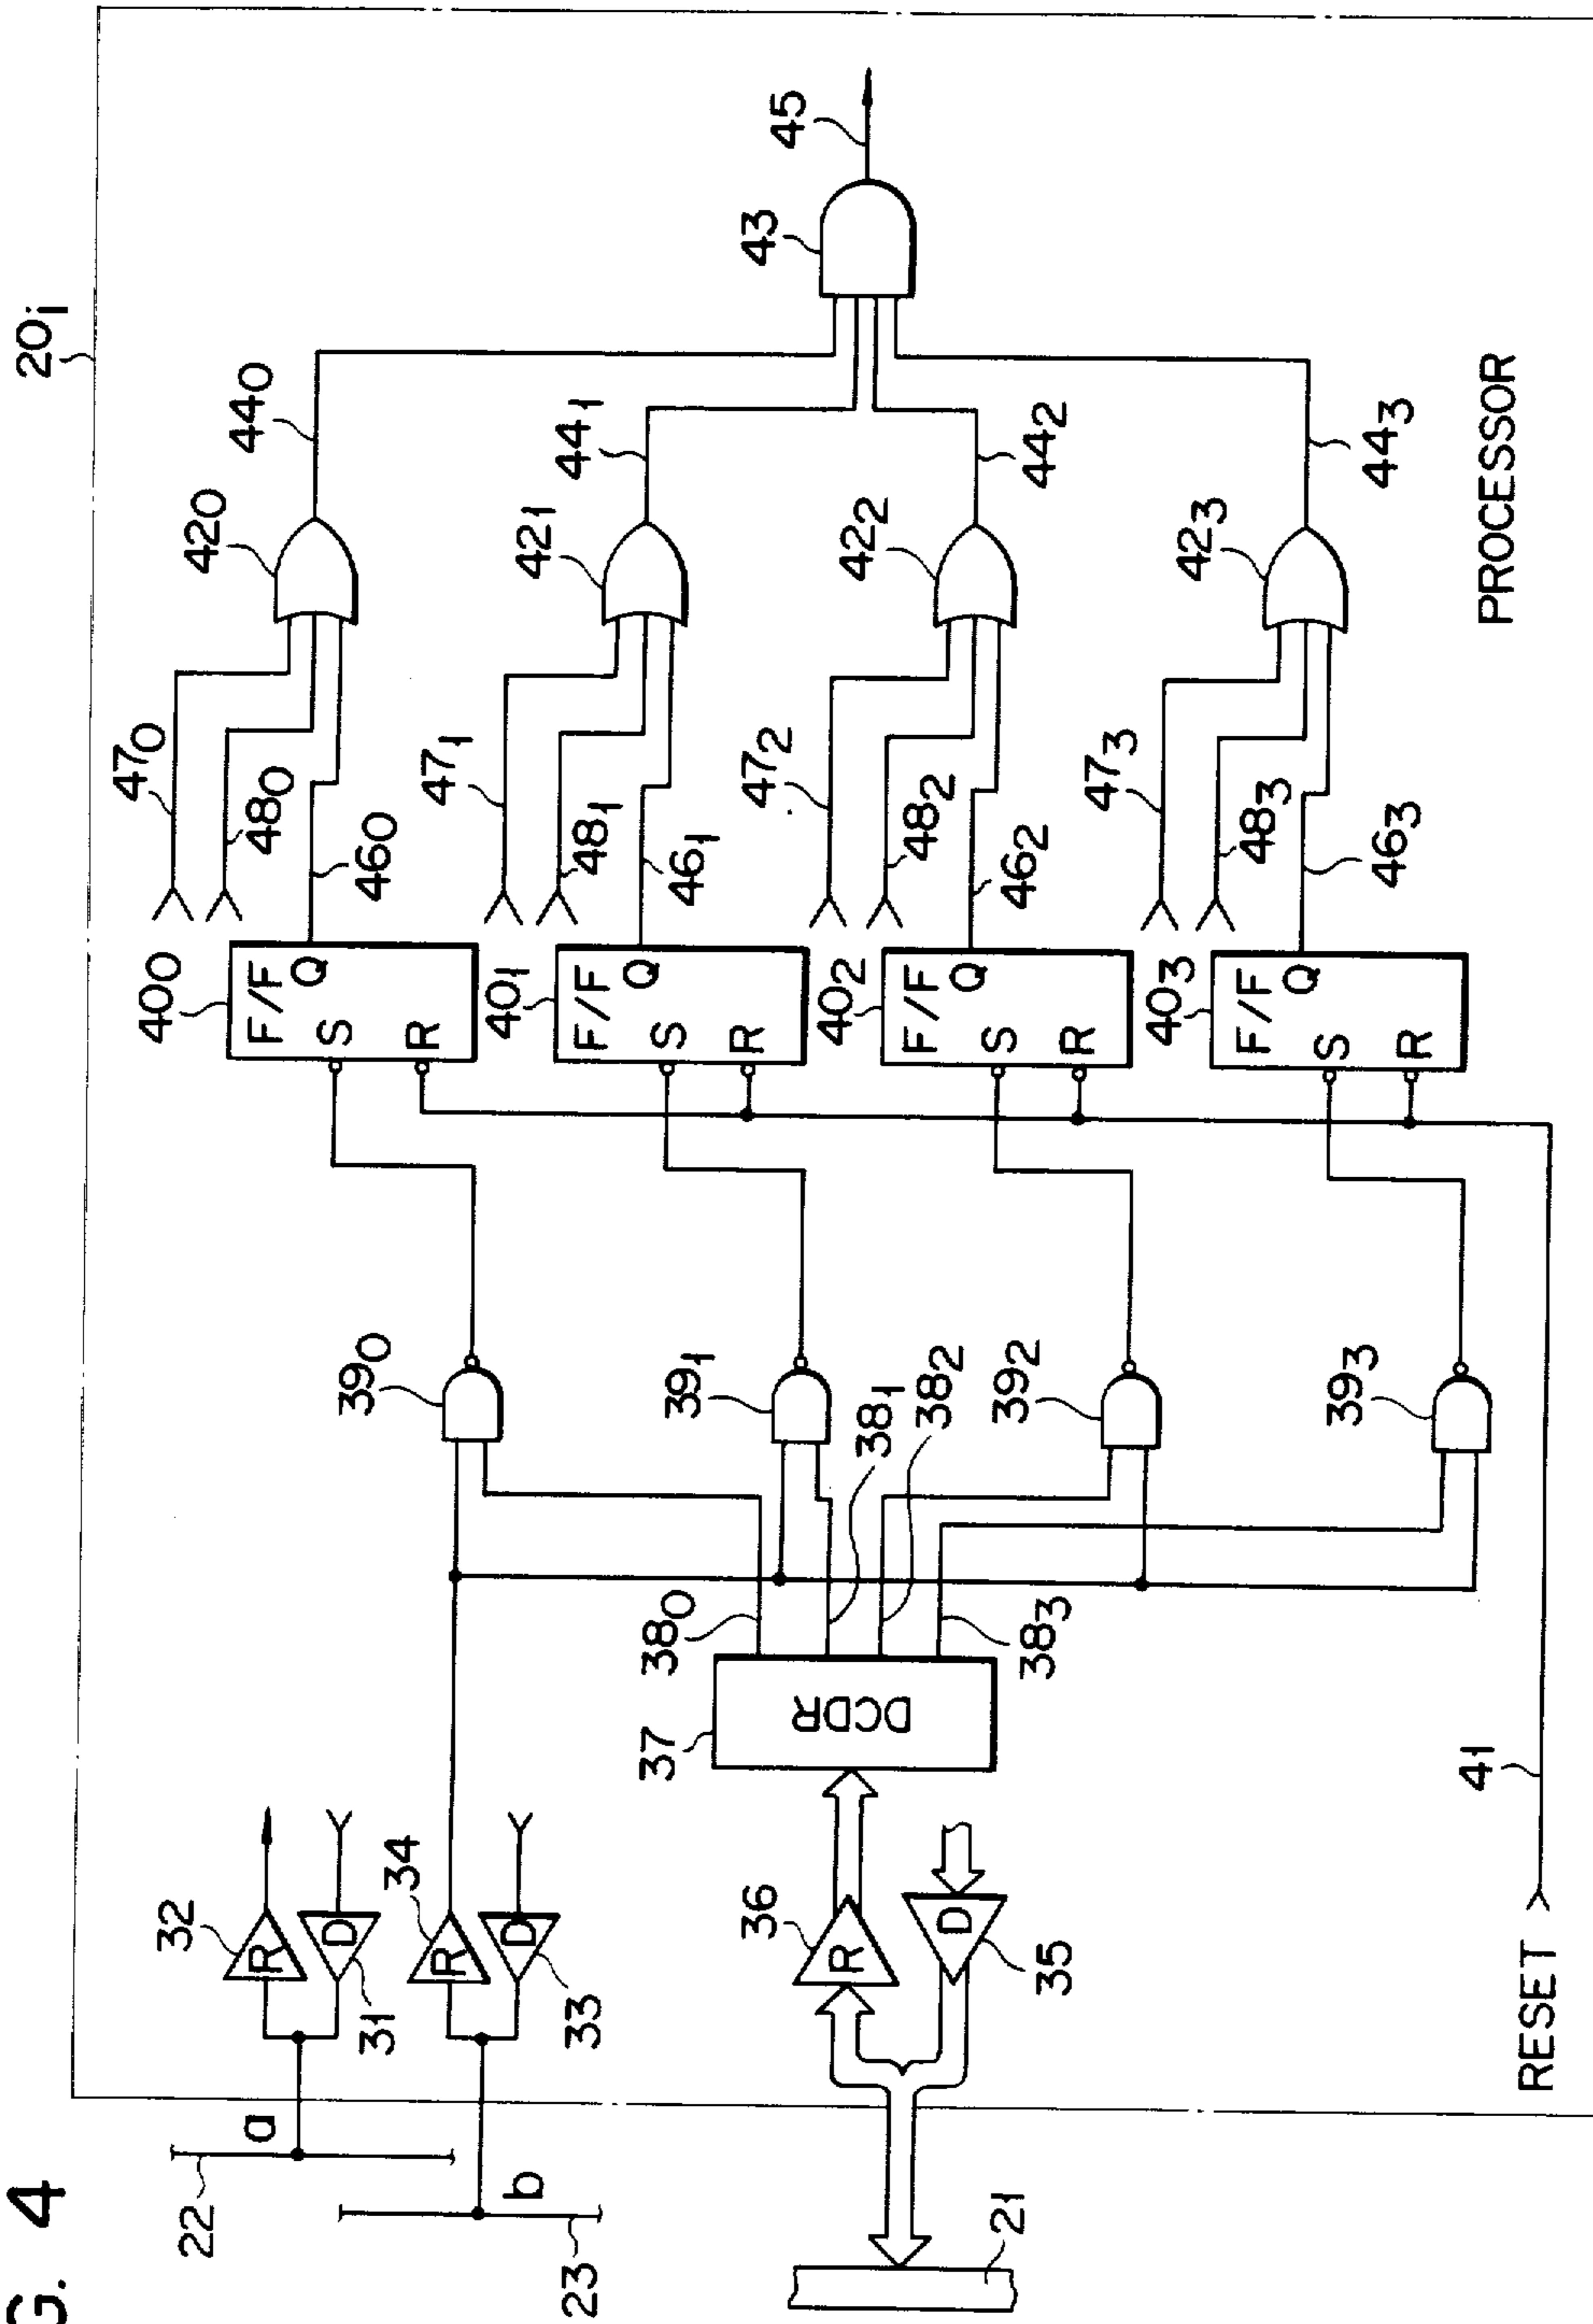 FIG. 4
20i
22
a
23
b
21
32
R
D
31
34
R
D
33
36
R
D
35
37
DCDR
380
381
382
383
390
391
392
393
RESET
41
400
F/F
S
Q
R
401
F/F
S
Q
R
402
F/F
S
Q
R
403
F/F
S
Q
R
470
480
460
471
481
461
472
482
462
473
483
463
420
421
422
423
440
441
442
443
43
45
PROCESSOR